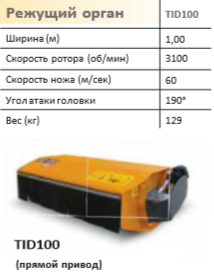 Режущий орган TID100
Ширина (м) 1,00
Скорость ротора (об/мин) 3100
Скорость ножа (м/сек) 60
Угол атаки головки 190°
Вес (кг) 129
TID100
(прямой привод)